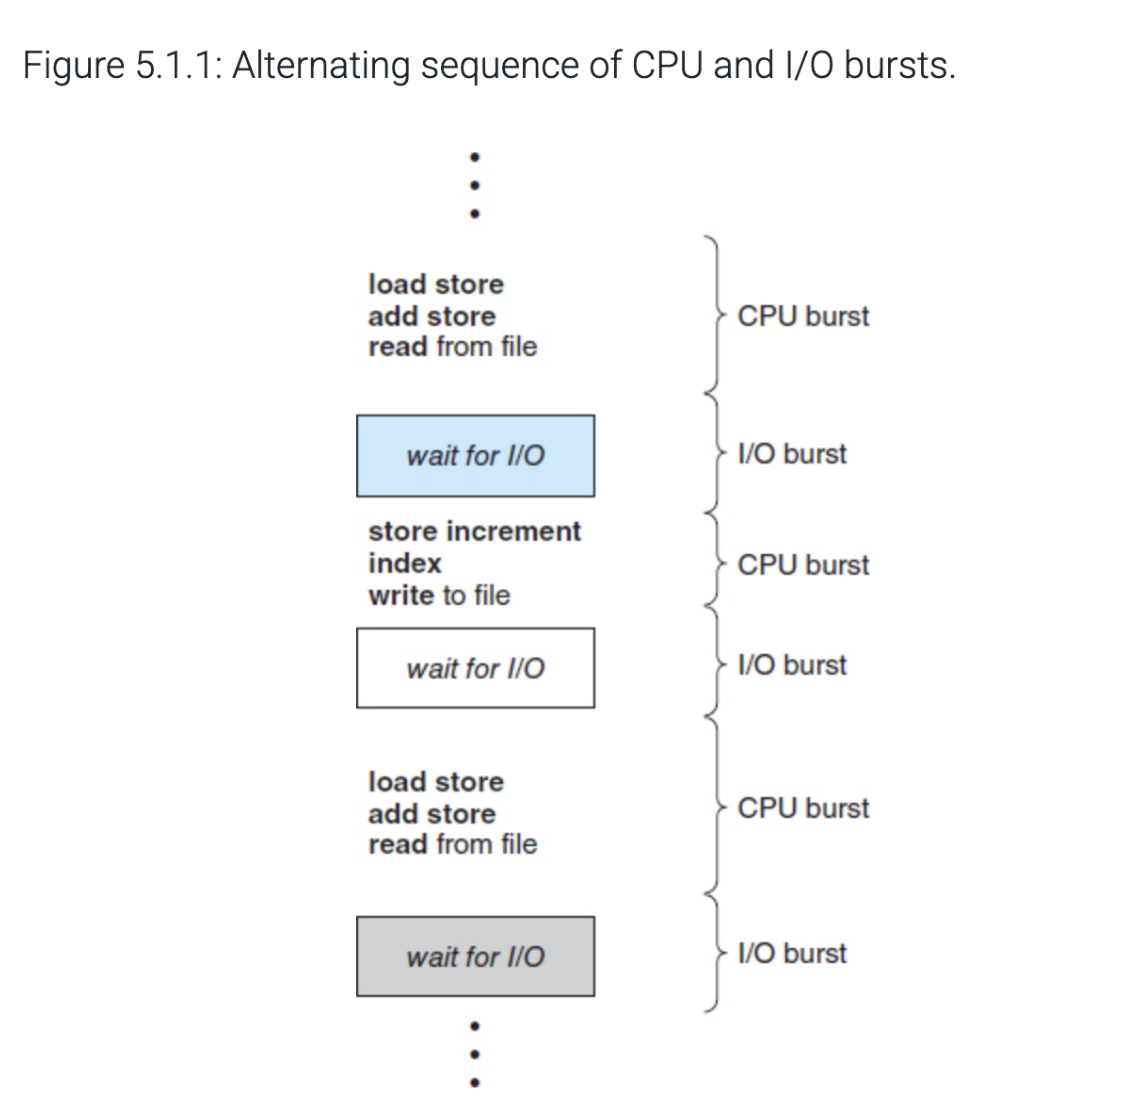 Figure 5.1.1: Alternating sequence of CPU and I/O bursts.
load store
add store
read from file
CPU burst
wait for I/O
I/O burst
store increment
index
write to file
CPU burst
wait for I/O
I/O burst
load store
add store
read from file
CPU burst
wait for I/O
I/O burst